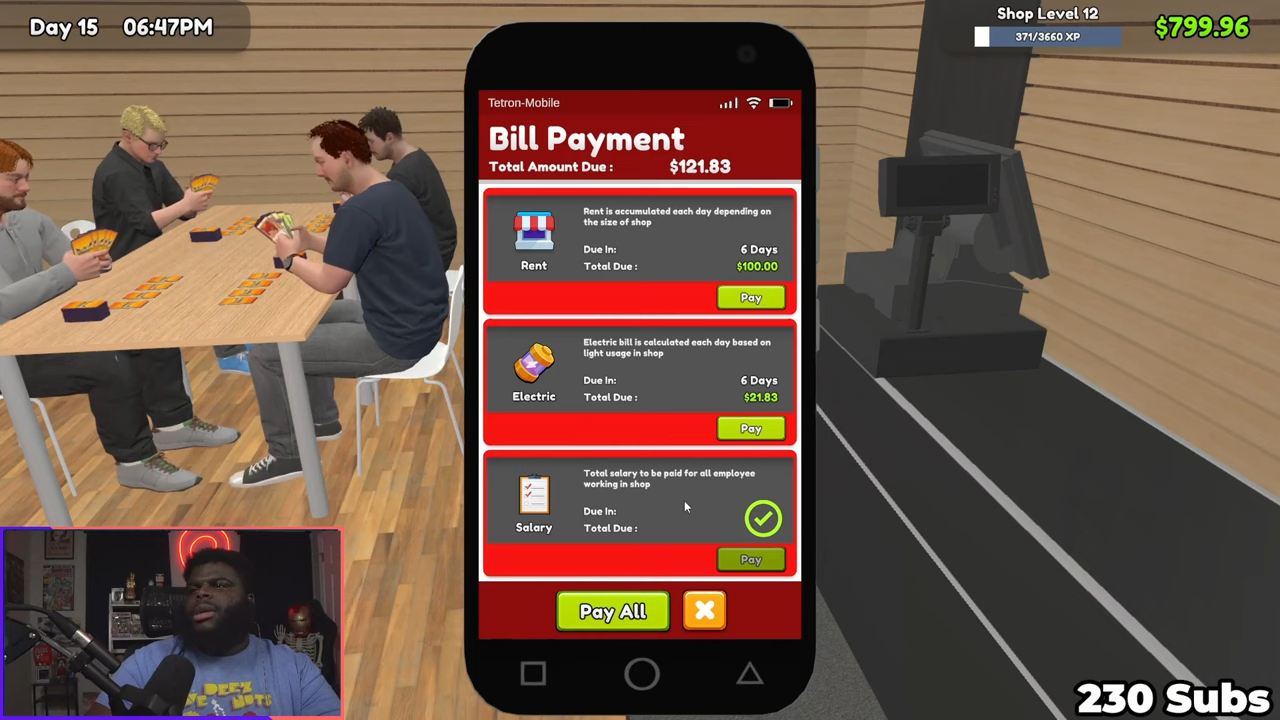 Day 15 06:47PM
Shop Level 12
371/3660 XP
$799.96
Tetron-Mobile
Bill Payment
Total Amount Due : $121.83
Rent is accumulated each day depending on
the size of shop
Due In: 6 Days
Total Due : $100.00
Rent
Pay
Electric bill is calculated each day based on
light usage in shop
Due In: 6 Days
Total Due : $21.83
Electric
Pay
Total salary to be paid for all employee
working in shop
Due In:
Total Due :
Salary
Pay
Pay All
230 Subs